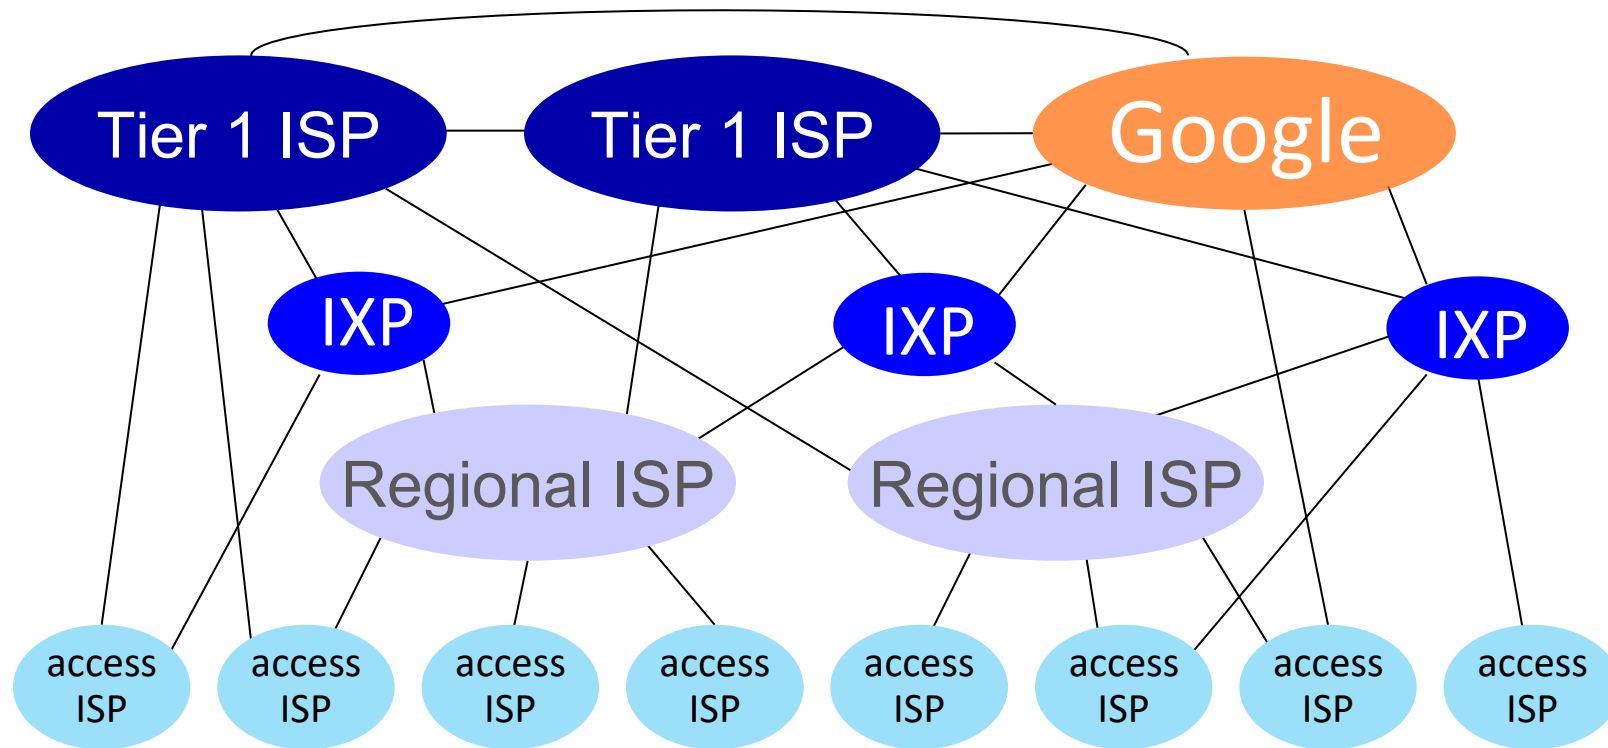 Tier 1 ISP
Tier 1 ISP
Google
IXP
IXP
IXP
Regional ISP
Regional ISP
access
ISP
access
ISP
access
ISP
access
ISP
access
ISP
access
ISP
access
ISP
access
ISP